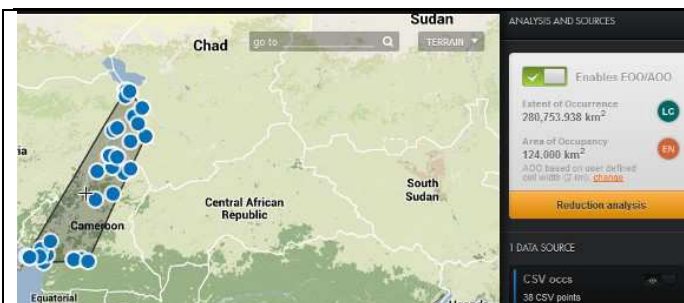 Sudan
Chad
go to
TERRAIN
South
Sudan
Central African
Republic
Cameroon
Equatorial
ANALYSIS AND SOURCES
Enables EOO/AOO
Extent of Occurrence
280,753.938 km²
LC
Area of Occupancy
124.000 km²
EN
AOO based on user defined
cell width (2 km), change
Reduction analysis
1 DATA SOURCE
CSV occs
38 CSV points